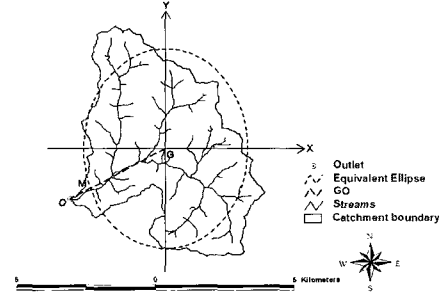 Y
X
G
M
O
Outlet
Equivalent Ellipse
GO
Streams
Catchment boundary
N
W E
S
5 0 5 Kilometers